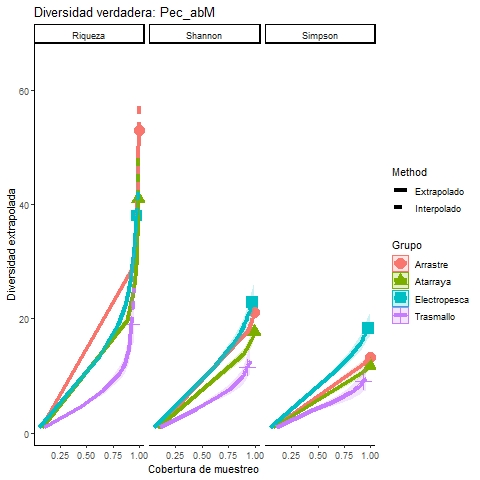 Diversidad verdadera: Pec_abM
Riqueza
Shannon
Simpson
Diversidad extrapolada
60
40
20
0
0.25 0.50 0.75 1.00
0.25 0.50 0.75 1.00
0.25 0.50 0.75 1.00
Cobertura de muestreo
Method
Extrapolado
Interpolado
Grupo
Arrastre
Atarraya
Electropesca
Trasmallo